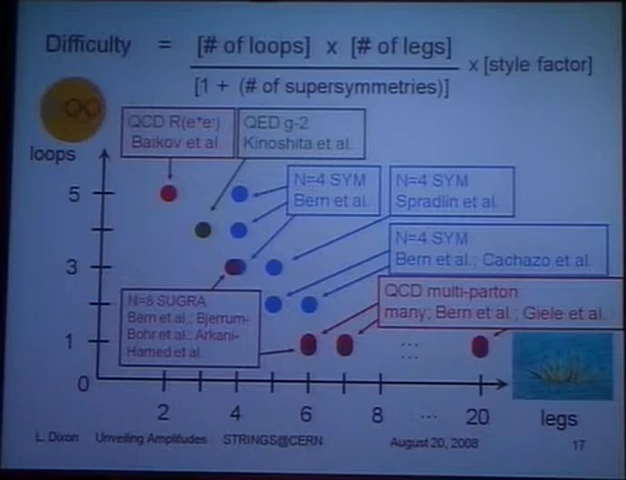 Difficulty = [# of loops] x [# of legs] x [style factor]
[1 + (# of supersymmetries)]
QCD R(e⁺e⁻)
Baikov et al.
QED g-2
Kinoshita et al.
loops
N=4 SYM
Bern et al.
N=4 SYM
Spradlin et al.
N=4 SYM
Bern et al.; Cachazo et al.
QCD multi-parton
many; Bern et al.; Giele et al.
N=8 SUGRA
Bern et al.; Bjerrum-
Bohr et al.; Arkani-
Hamed et al.
5
3
1
0
2 4 6 8 ... 20
legs
L. Dixon Unveiling Amplitudes STRINGS@CERN August 20, 2008 17